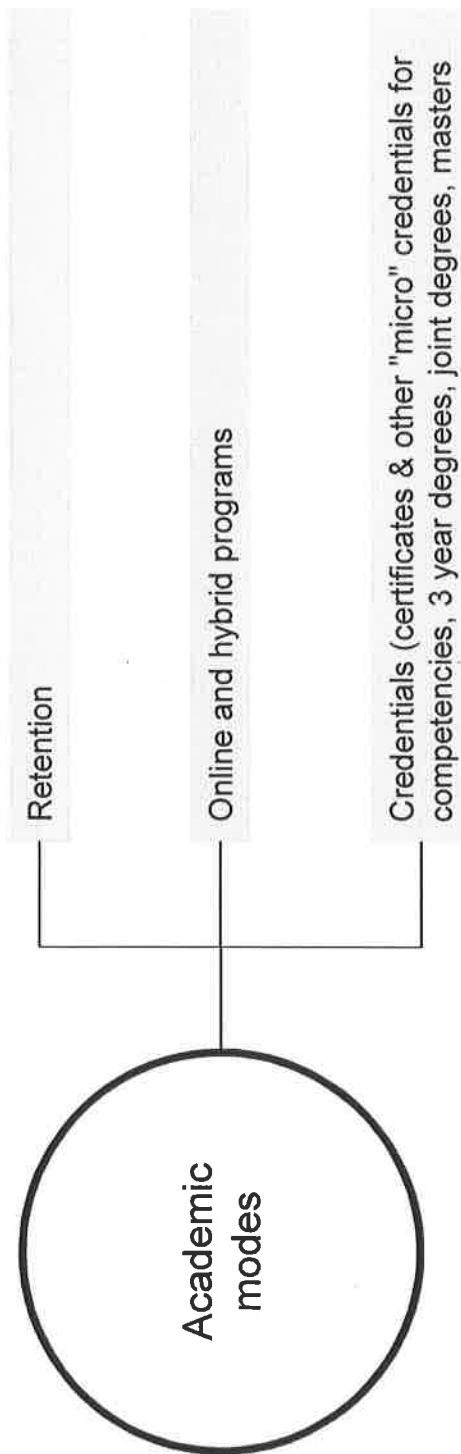 Academic
modes
Retention
Online and hybrid programs
Credentials (certificates & other "micro" credentials for
competencies, 3 year degrees, joint degrees, masters